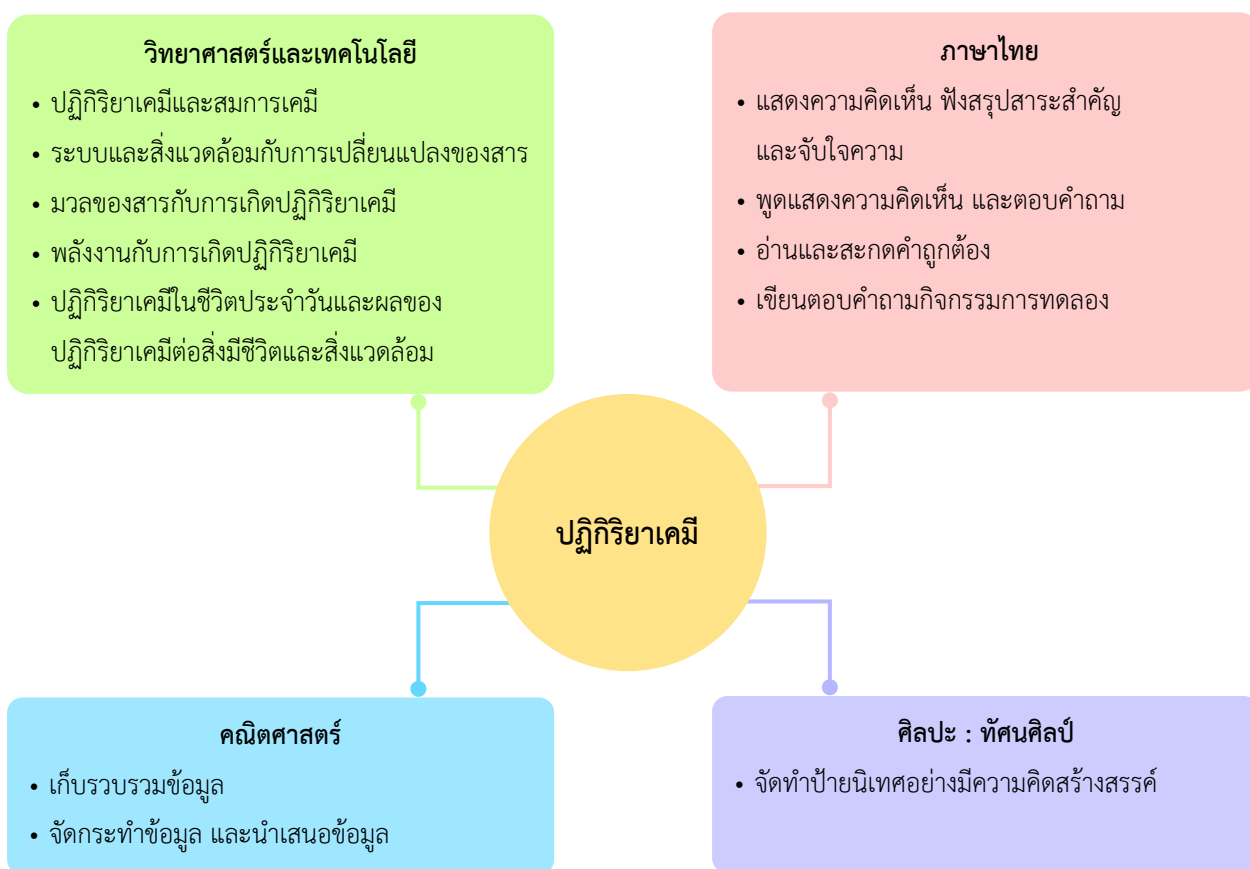 วิทยาศาสตร์และเทคโนโลยี
• ปฏิกิริยาเคมีและสมการเคมี
• ระบบและสิ่งแวดล้อมกับการเปลี่ยนแปลงของสาร
• มวลของสารกับการเกิดปฏิกิริยาเคมี
• พลังงานกับการเกิดปฏิกิริยาเคมี
• ปฏิกิริยาเคมีในชีวิตประจำวันและผลของ
ปฏิกิริยาเคมีต่อสิ่งมีชีวิตและสิ่งแวดล้อม
ภาษาไทย
• แสดงความคิดเห็น ฟังสรุปสาระสำคัญ
และจับใจความ
• พูดแสดงความคิดเห็น และตอบคำถาม
• อ่านและสะกดคำถูกต้อง
• เขียนตอบคำถามกิจกรรมการทดลอง
ปฏิกิริยาเคมี
คณิตศาสตร์
• เก็บรวบรวมข้อมูล
• จัดกระทำข้อมูล และนำเสนอข้อมูล
ศิลปะ : ทัศนศิลป์
• จัดทำป้ายนิเทศอย่างมีความคิดสร้างสรรค์